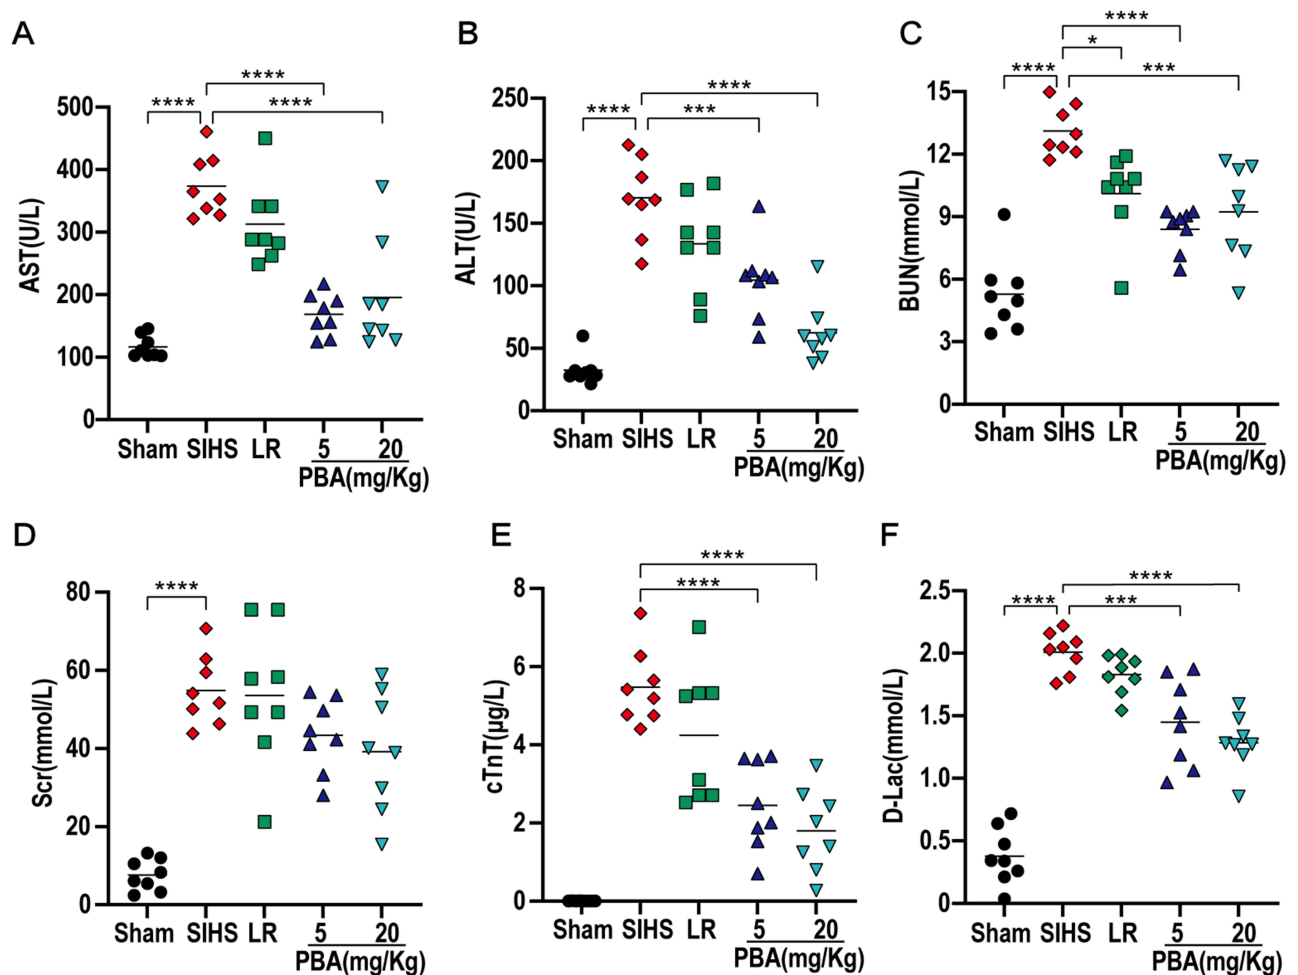 A
AST(U/L)
500
400
300
200
100
0
****
****
****
Sham SIHS LR 5 20
PBA(mg/Kg)
B
ALT(U/L)
250
200
150
100
50
0
****
****
***
Sham SIHS LR 5 20
PBA(mg/Kg)
C
BUN(mmol/L)
15
12
9
6
3
0
****
*
****
***
Sham SIHS LR 5 20
PBA(mg/Kg)
D
Scr(mmol/L)
80
60
40
20
0
****
Sham SIHS LR 5 20
PBA(mg/Kg)
E
cTnT(μg/L)
8
6
4
2
0
****
****
Sham SIHS LR 5 20
PBA(mg/Kg)
F
D-Lac(mmol/L)
2.5
2.0
1.5
1.0
0.5
0
****
****
***
Sham SIHS LR 5 20
PBA(mg/Kg)